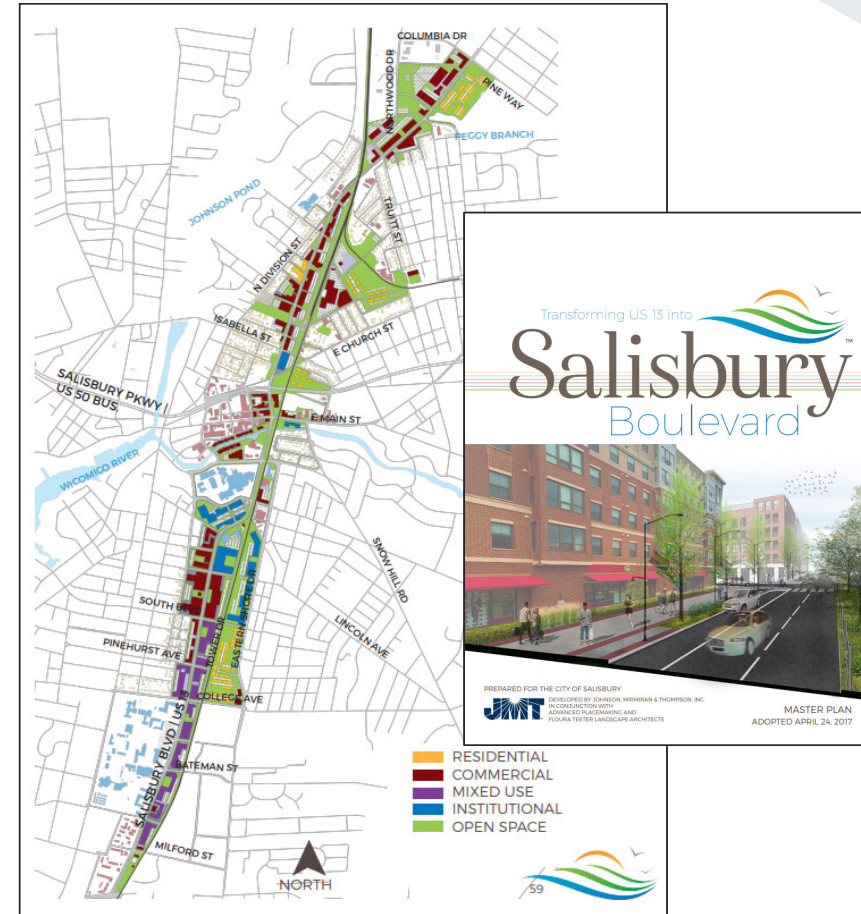 COLUMBIA DR
NORTHWOOD DR
PINE WAY
PEGGY BRANCH
JOHNSON POND
TRUITT ST
N DIVISION ST
ISABELLA ST
E CHURCH ST
SALISBURY PKWY |
US 50 BUS.
E MAIN ST
WICOMICO RIVER
SNOW HILL RD
SOUTH
EASTERN SHORE DR
LINCOLN AVE
PINEHURST AVE
TOWER DR
COLLEGE AVE
SALISBURY BLVD | US 13
BATEMAN ST
MILFORD ST
NORTH
RESIDENTIAL
COMMERCIAL
MIXED USE
INSTITUTIONAL
OPEN SPACE
59
Transforming US 13 into
Salisbury
TM
Boulevard
PREPARED FOR THE CITY OF SALISBURY
JMT
DEVELOPED BY JOHNSON, MIRMIRAN & THOMPSON, INC.
IN CONJUNCTION WITH
ADVANCED PLACEMAKING AND
FLOURA TEETER LANDSCAPE ARCHITECTS
MASTER PLAN
ADOPTED APRIL 24, 2017